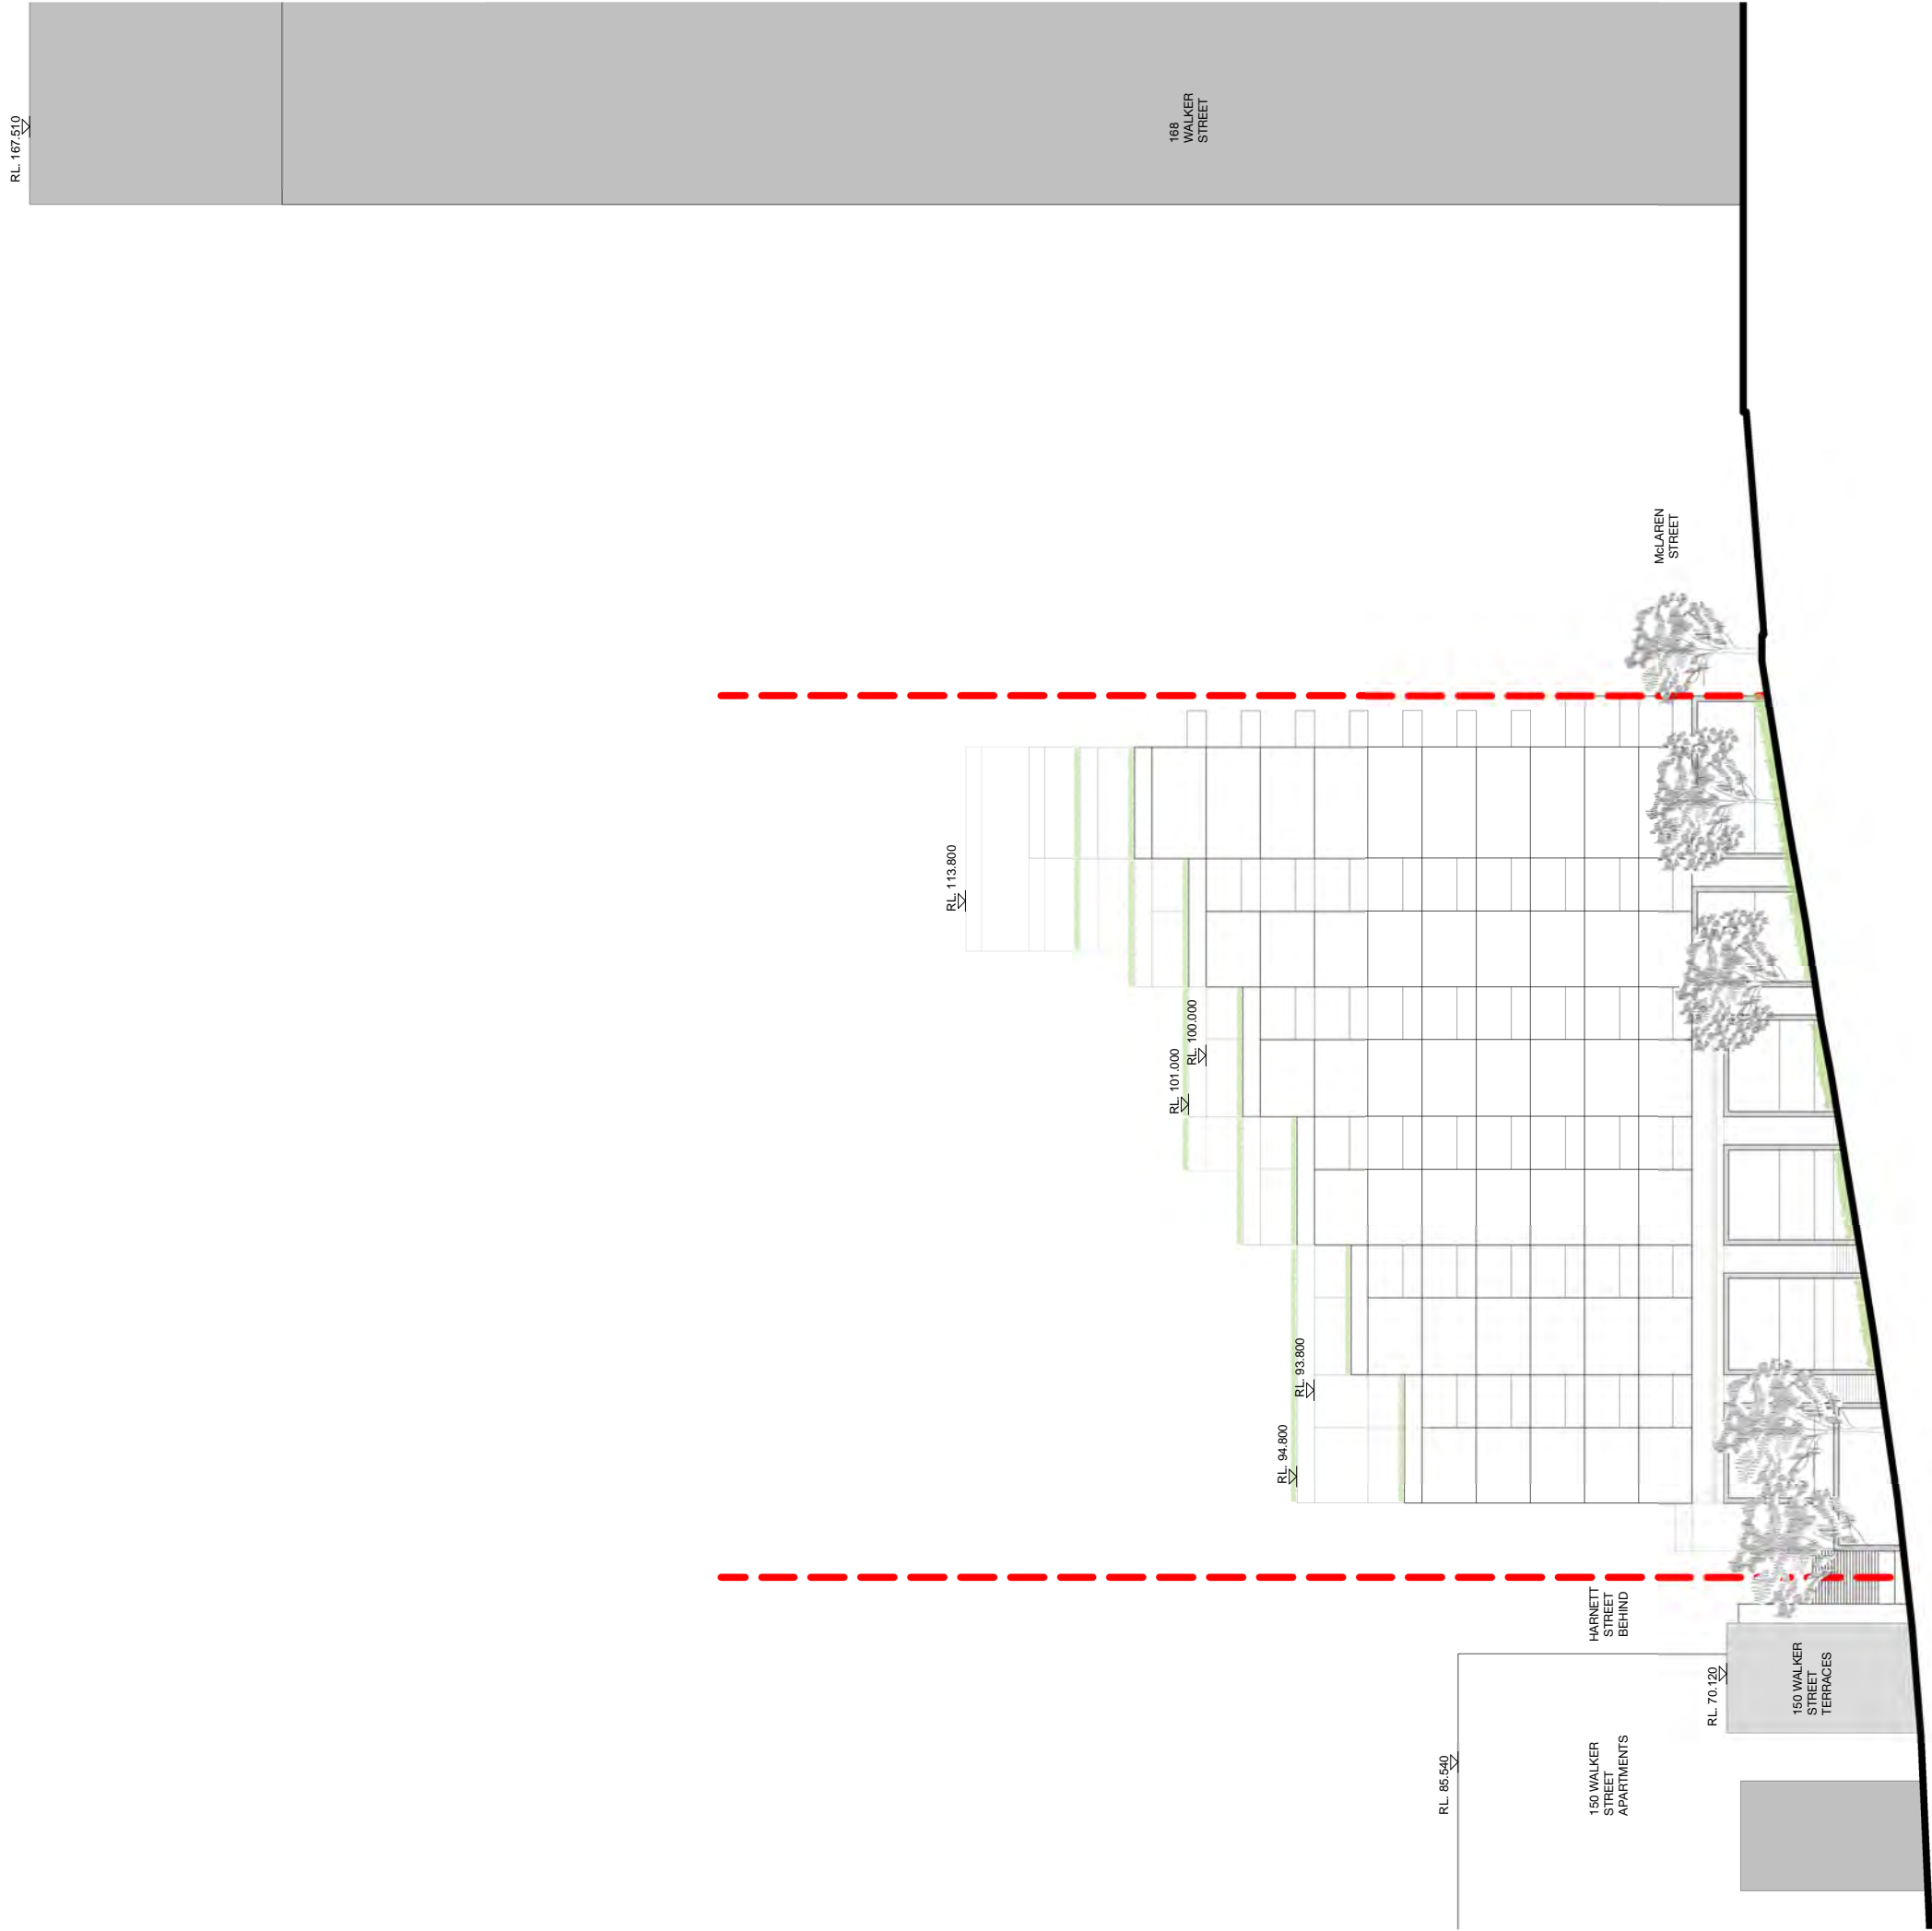 RL. 167.510
168
WALKER
STREET
McLAREN
STREET
RL. 113.800
RL. 100.000
RL. 101.000
RL. 93.800
RL. 94.800
HARNETT
STREET
BEHIND
RL. 70.120
150 WALKER
STREET
TERRACES
RL. 85.540
150 WALKER
STREET
APARTMENTS